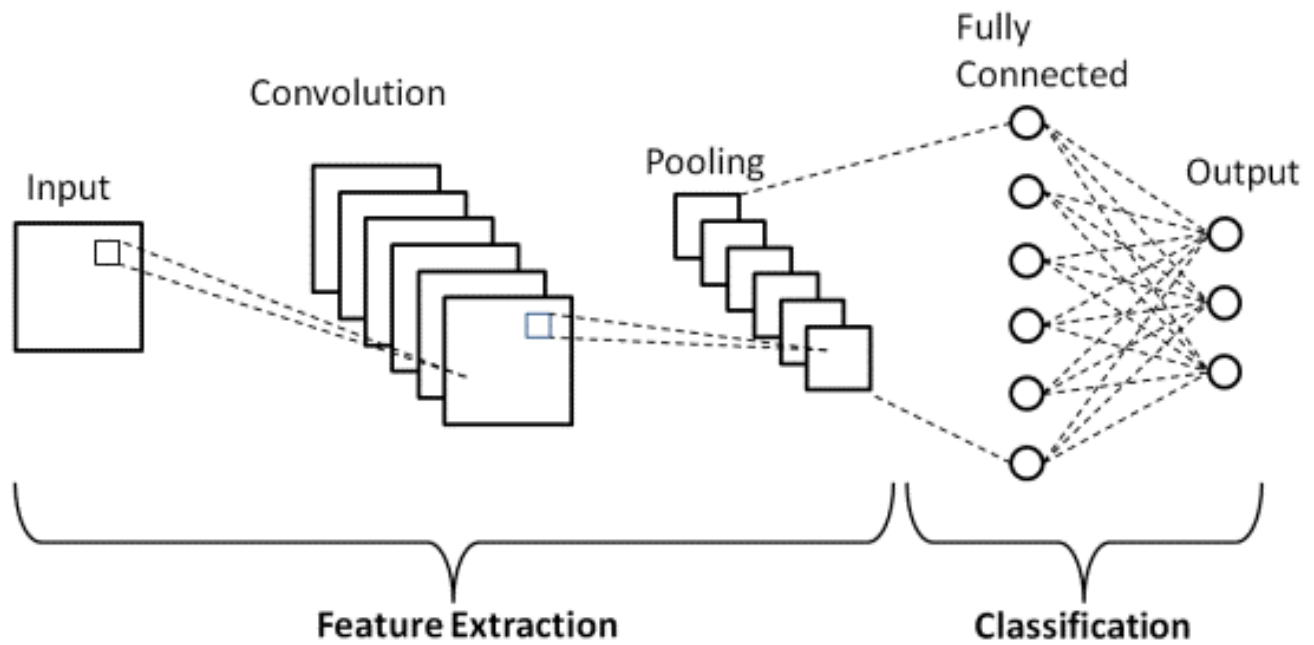 Input
Convolution
Pooling
Fully
Connected
Output
Feature Extraction
Classification